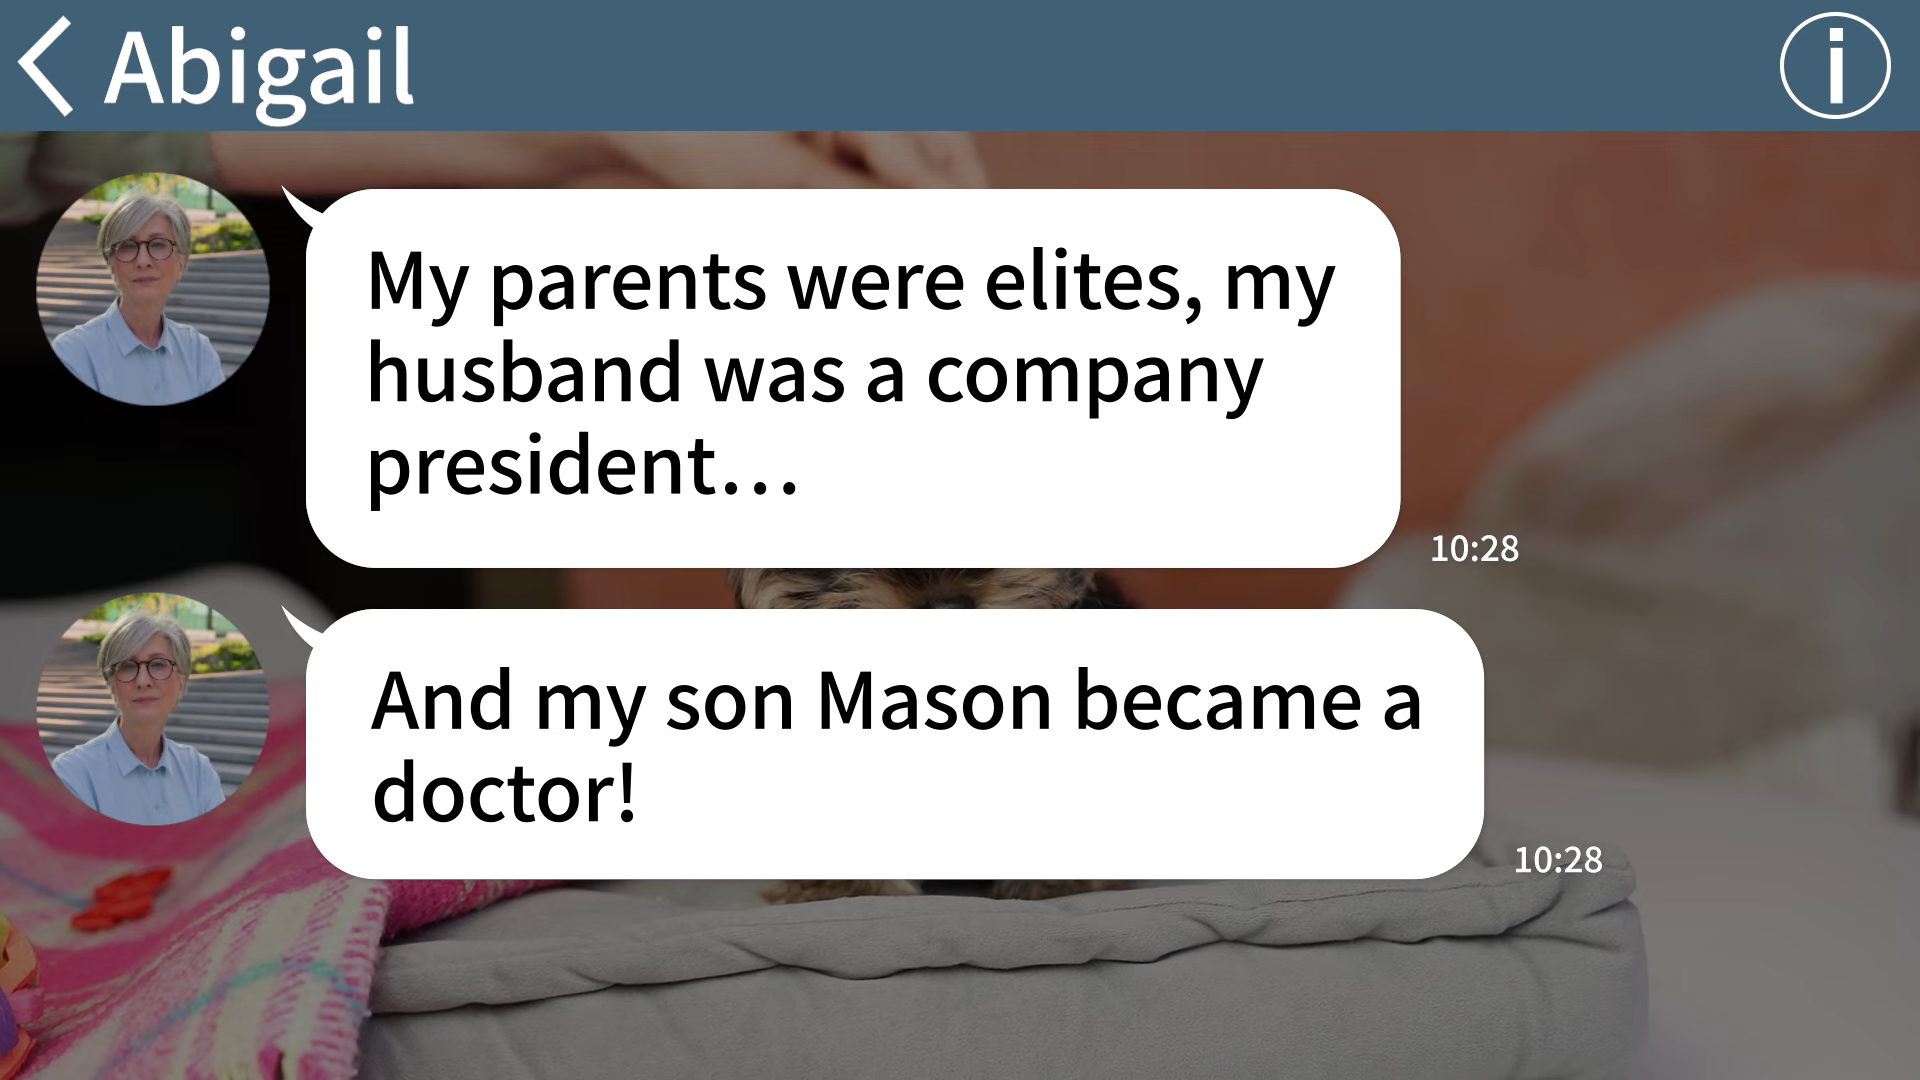 Abigail
My parents were elites, my
husband was a company
president…
10:28
And my son Mason became a
doctor!
10:28